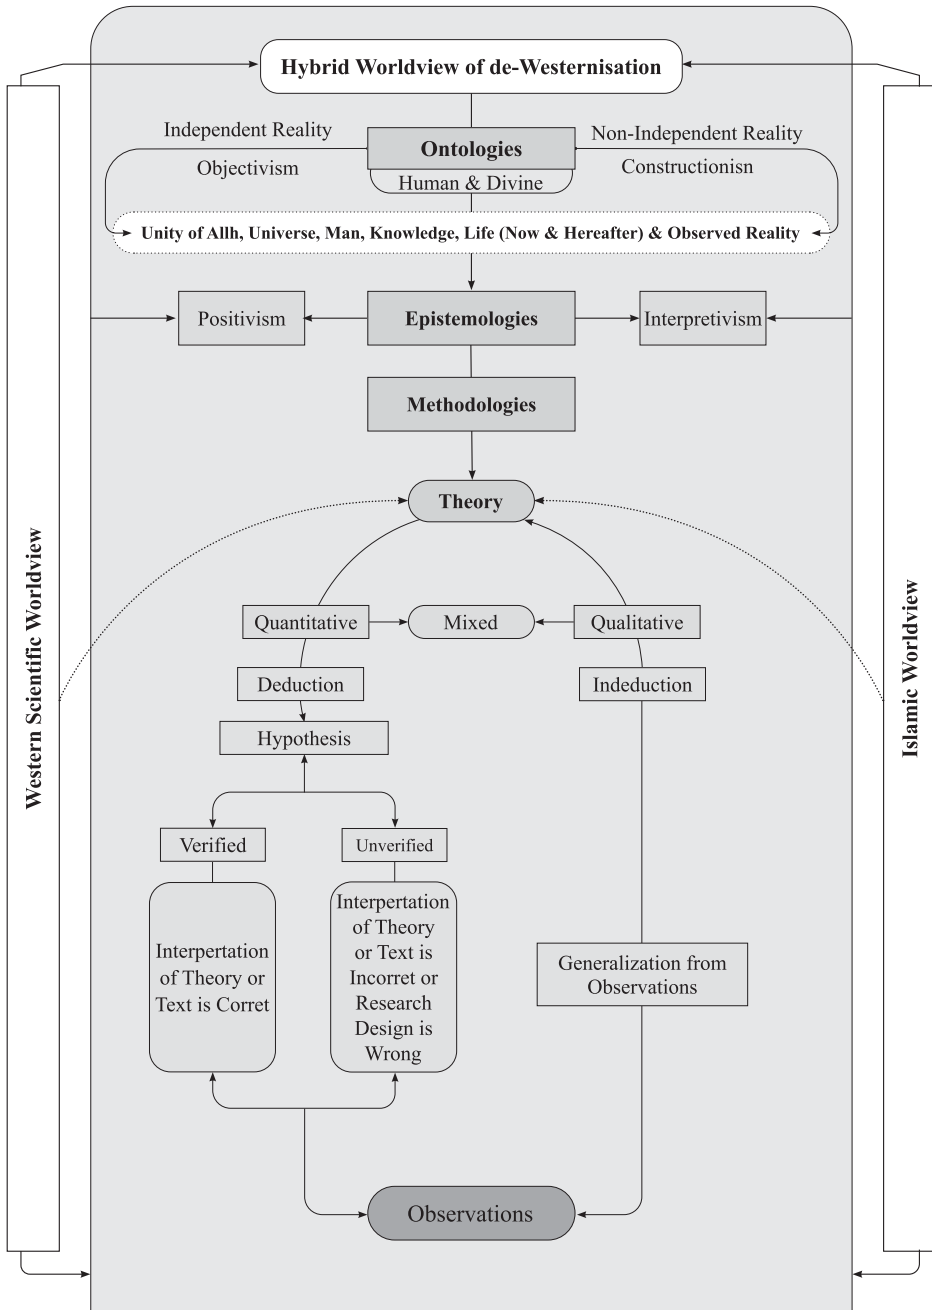 Hybrid Worldview of de-Westernisation
Independent Reality
Objectivism
Ontologies
Human & Divine
Non-Independent Reality
Constructionism
Unity of Allh, Universe, Man, Knowledge, Life (Now & Hereafter) & Observed Reality
Positivism
Epistemologies
Interpretivism
Methodologies
Theory
Quantitative
Mixed
Qualitative
Deduction
Indeduction
Hypothesis
Verified
Unverified
Interpertation
of Theory or
Text is Corret
Interpertation
of Theory
or Text is
Incorret or
Research
Design is
Wrong
Generalization from
Observations
Observations
Western Scientific Worldview
Islamic Worldview